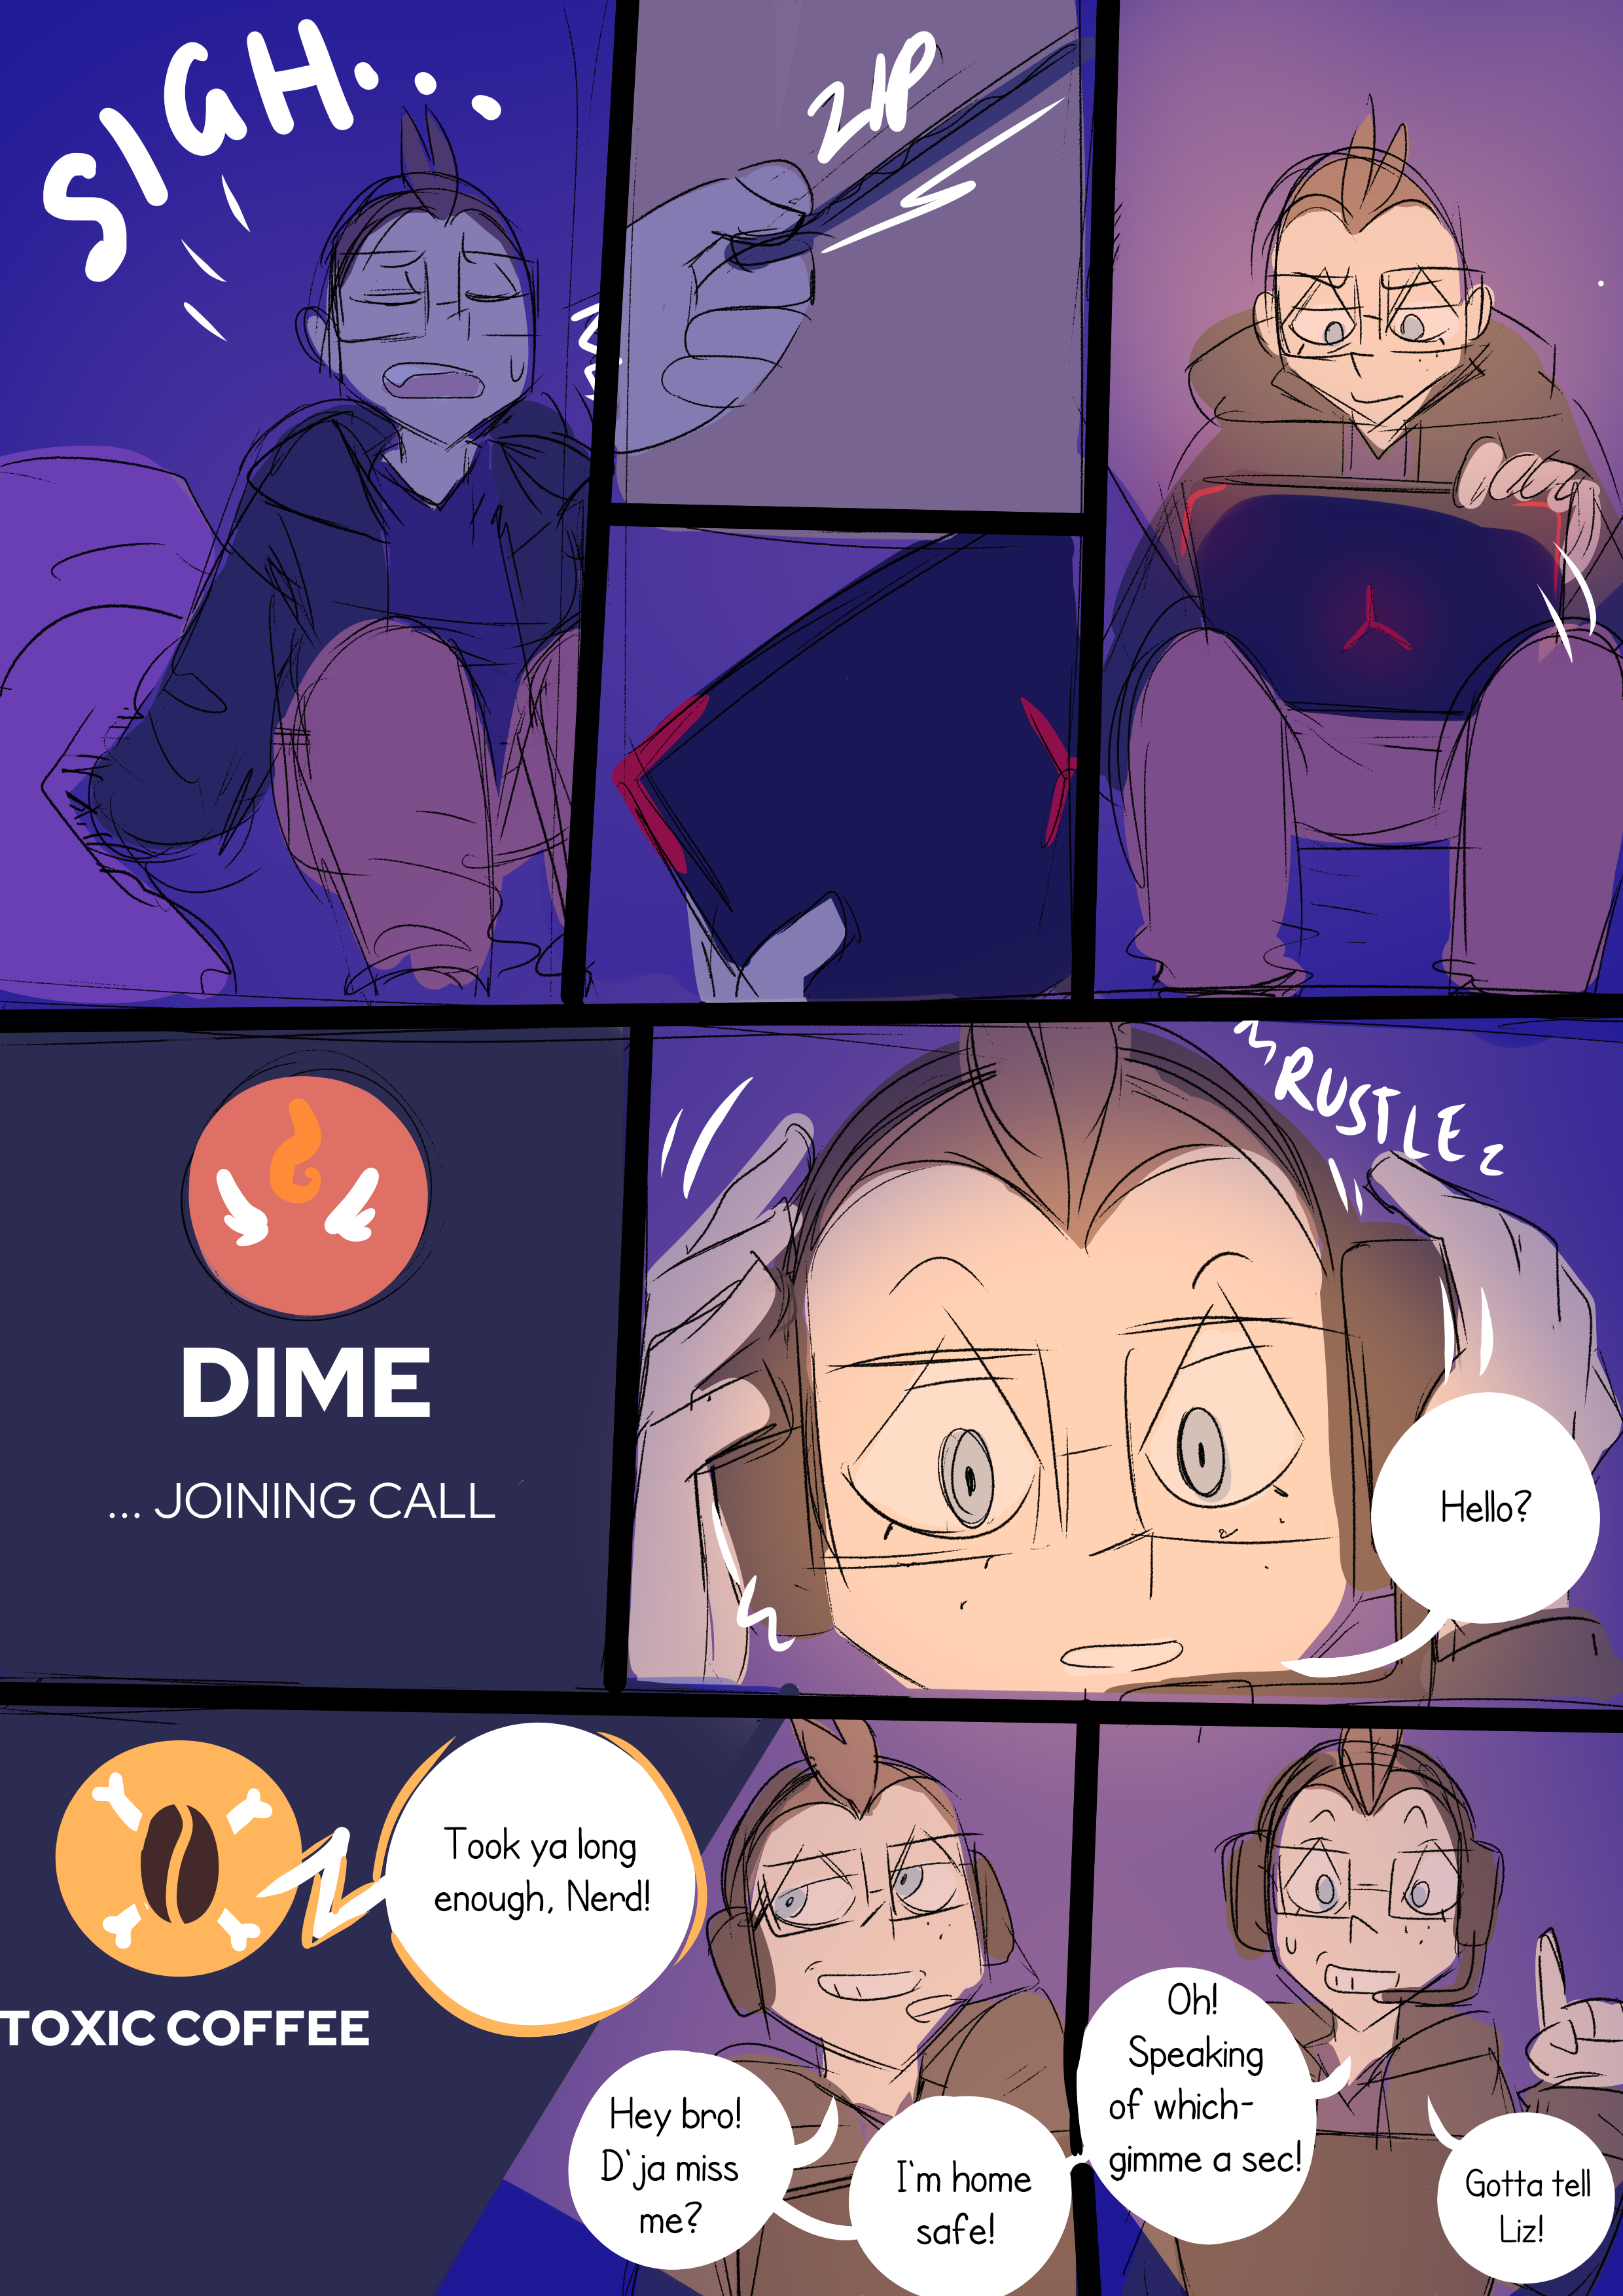 SIGH...
ZIP
DIME
... JOINING CALL
RUSTLE
Hello?
TOXIC COFFEE
Took ya long
enough, Nerd!
Hey bro!
D'ja miss
me?
I'm home
safe!
Oh!
Speaking
of which-
gimme a sec!
Gotta tell
Liz!